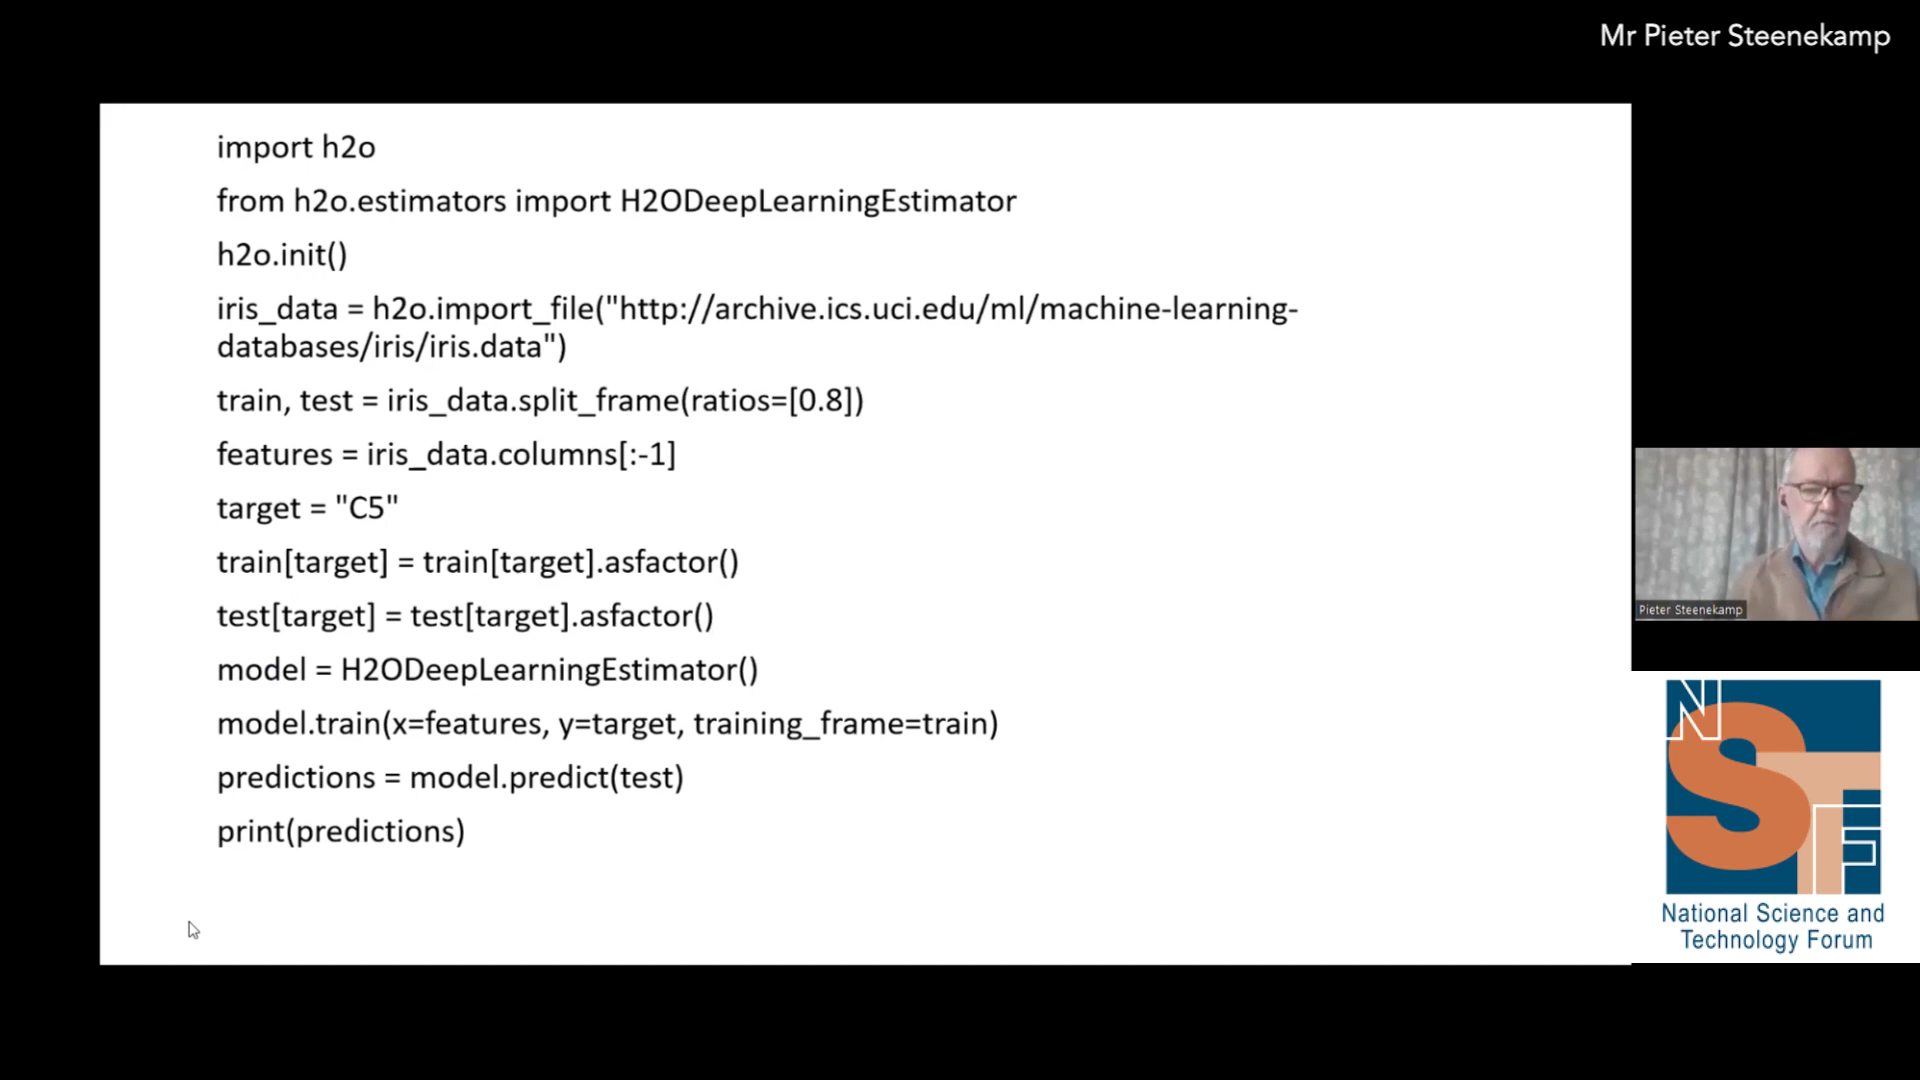 Mr Pieter Steenekamp
import h2o
from h2o.estimators import H2ODeepLearningEstimator
h2o.init()
iris_data = h2o.import_file("http://archive.ics.uci.edu/ml/machine-learning-
databases/iris/iris.data")
train, test = iris_data.split_frame(ratios=[0.8])
features = iris_data.columns[:-1]
target = "C5"
train[target] = train[target].asfactor()
test[target] = test[target].asfactor()
model = H2ODeepLearningEstimator()
model.train(x=features, y=target, training_frame=train)
predictions = model.predict(test)
print(predictions)
Pieter Steenekamp
NSTF
National Science and
Technology Forum